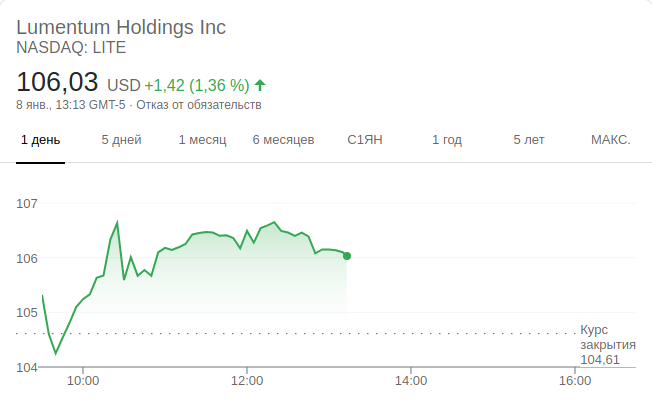 Lumentum Holdings Inc
NASDAQ: LITE
106,03 USD +1,42 (1,36 %)
8 янв., 13:13 GMT-5 · Отказ от обязательств
1 день 5 дней 1 месяц 6 месяцев С1ЯН 1 год 5 лет МАКС.
107
106
105
Курс
закрытия
104,61
104
10:00 12:00 14:00 16:00